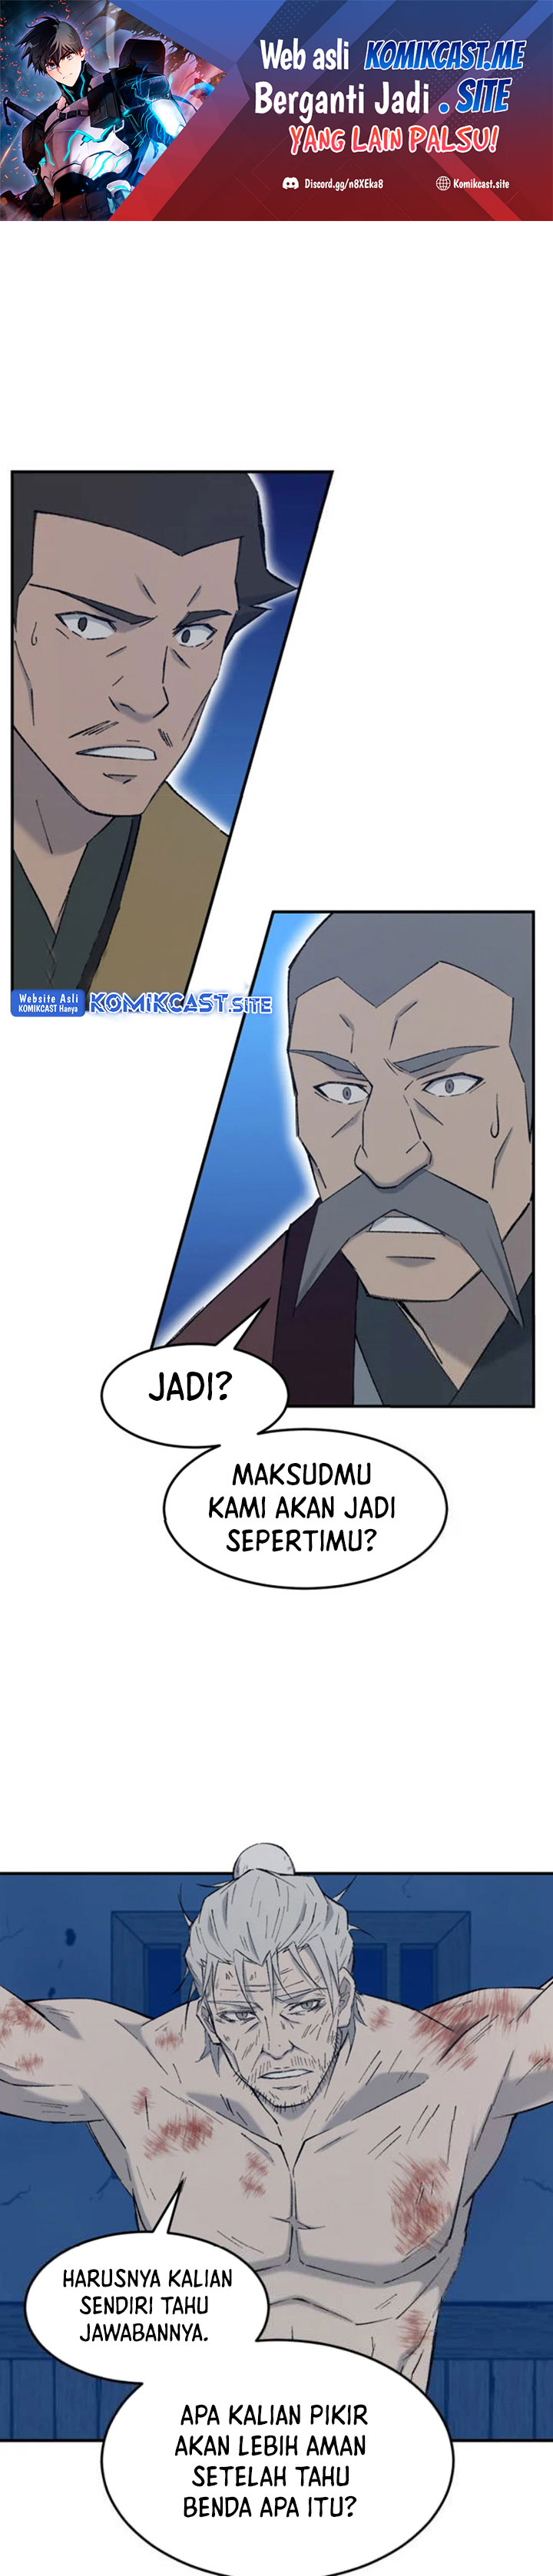 Web asli KOMIKCAST.ME
Berganti Jadi .SITE
YANG LAIN PALSU!
Discord.gg/n8XEka8 Komikcast.site
Website Asli
KOMIKCAST Hanya
KOMIKCAST.SITE
JADI?
MAKSUDMU
KAMI AKAN JADI
SEPERTIMU?
HARUSNYA KALIAN
SENDIRI TAHU
JAWABANNYA.
APA KALIAN PIKIR
AKAN LEBIH AMAN
SETELAH TAHU
BENDA APA ITU?